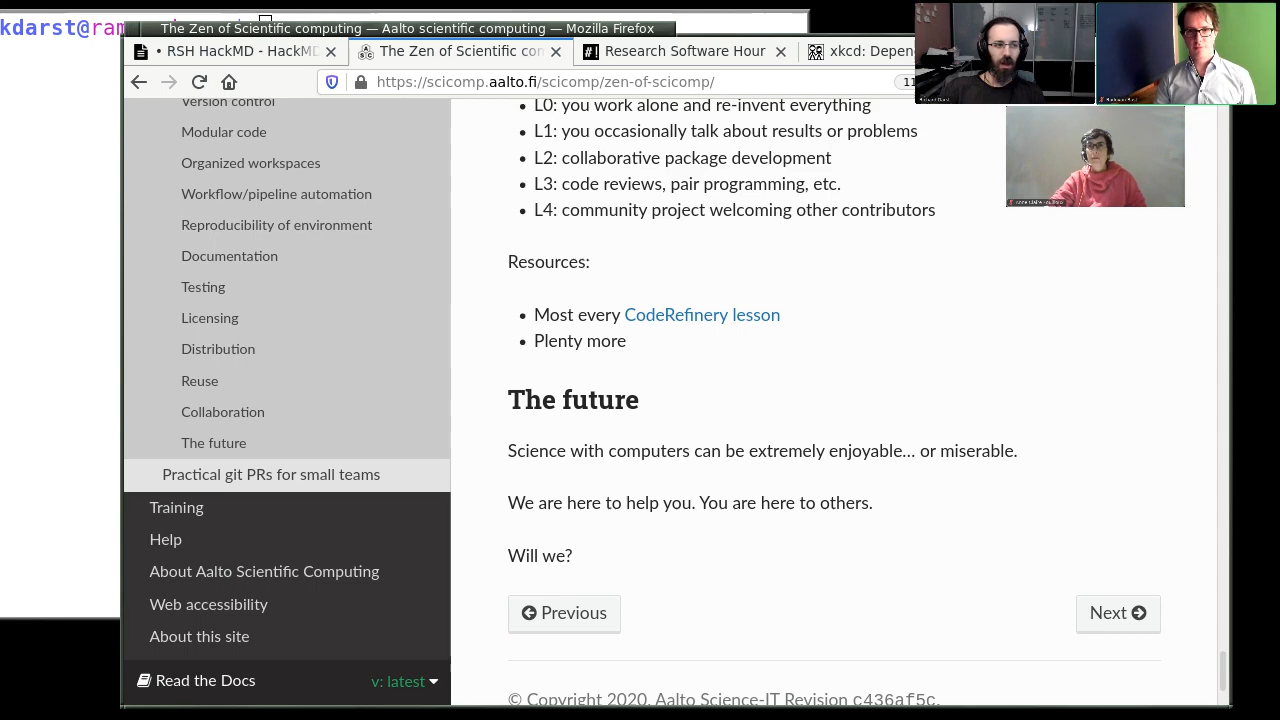 kdarst@ram
The Zen of Scientific computing — Aalto scientific computing — Mozilla Firefox
• RSH HackMD - HackMD
The Zen of Scientific con
Research Software Hour
xkcd: Depen
https://scicomp.aalto.fi/scicomp/zen-of-scicomp/
11
Version control
Modular code
Organized workspaces
Workflow/pipeline automation
Reproducibility of environment
Documentation
Testing
Licensing
Distribution
Reuse
Collaboration
The future
Practical git PRs for small teams
Training
Help
About Aalto Scientific Computing
Web accessibility
About this site
Read the Docs
v: latest
• L0: you work alone and re-invent everything
• L1: you occasionally talk about results or problems
• L2: collaborative package development
• L3: code reviews, pair programming, etc.
• L4: community project welcoming other contributors
Resources:
• Most every CodeRefinery lesson
• Plenty more
The future
Science with computers can be extremely enjoyable... or miserable.
We are here to help you. You are here to others.
Will we?
Previous
Next
© Copyright 2020, Aalto Science-IT Revision c436af5c.